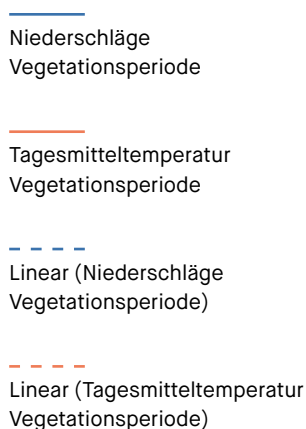 Niederschläge
Vegetationsperiode
Tagesmitteltemperatur
Vegetationsperiode
Linear (Niederschläge
Vegetationsperiode)
Linear (Tagesmitteltemperatur
Vegetationsperiode)